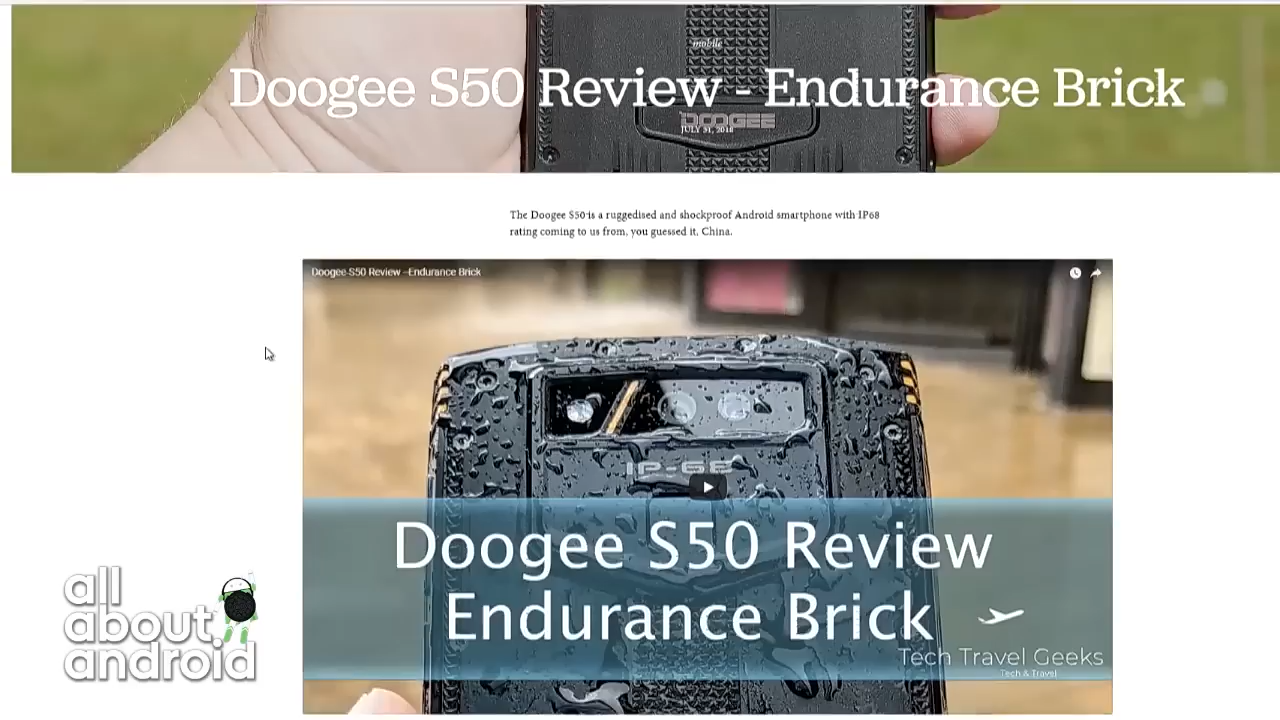 mobile
Doogee S50 Review - Endurance Brick
DOOGEE
JULY 31, 2018
The Doogee S50 is a ruggedised and shockproof Android smartphone with IP68
rating coming to us from, you guessed it, China.
Doogee S50 Review - Endurance Brick
IP-68
Doogee S50 Review
Endurance Brick
Tech Travel Geeks
Tech & Travel
all
about
android